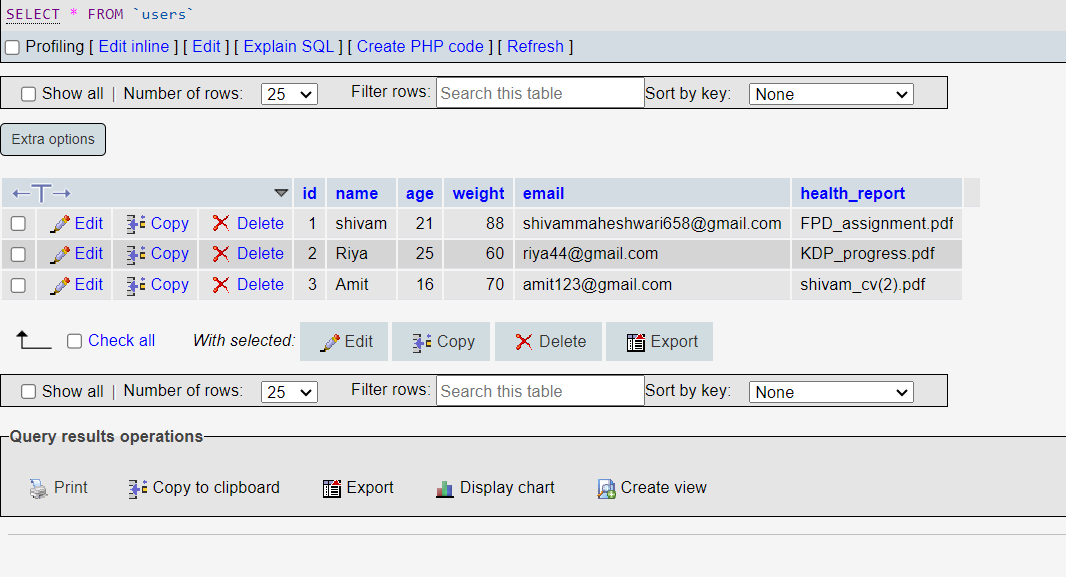 SELECT * FROM `users`
Profiling [ Edit inline ] [ Edit ] [ Explain SQL ] [ Create PHP code ] [ Refresh ]
Show all | Number of rows: 25 Filter rows: Search this table Sort by key: None
Extra options
←T→ id name age weight email health_report
Edit Copy Delete 1 shivam 21 88 shivammaheshwari658@gmail.com FPD_assignment.pdf
Edit Copy Delete 2 Riya 25 60 riya44@gmail.com KDP_progress.pdf
Edit Copy Delete 3 Amit 16 70 amit123@gmail.com shivam_cv(2).pdf
Check all With selected: Edit Copy Delete Export
Show all | Number of rows: 25 Filter rows: Search this table Sort by key: None
Query results operations
Print Copy to clipboard Export Display chart Create view